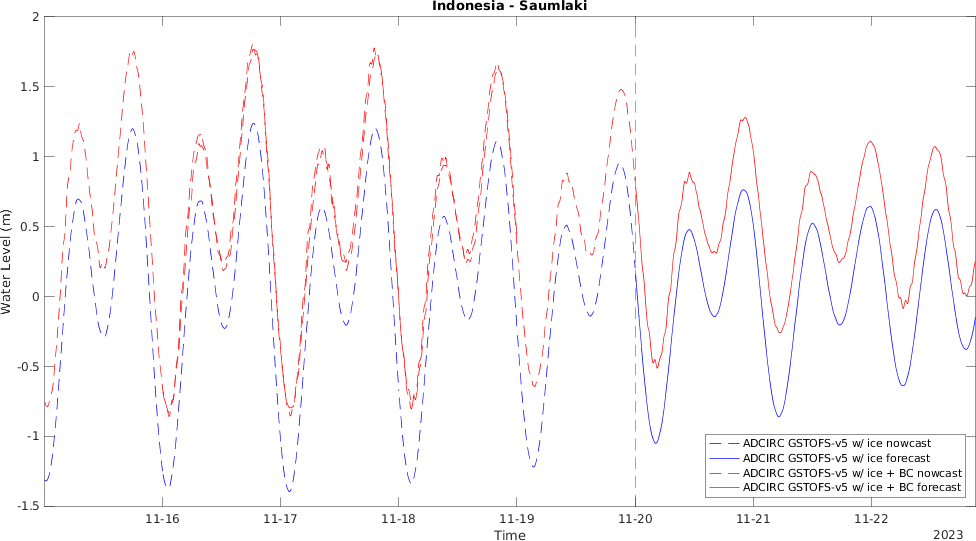 Indonesia - Saumlaki
Water Level (m)
2
1.5
1
0.5
0
-0.5
-1
-1.5
11-16
11-17
11-18
11-19
11-20
11-21
11-22
Time
2023
ADCIRC GSTOFS-v5 w/ ice nowcast
ADCIRC GSTOFS-v5 w/ ice forecast
ADCIRC GSTOFS-v5 w/ ice + BC nowcast
ADCIRC GSTOFS-v5 w/ ice + BC forecast